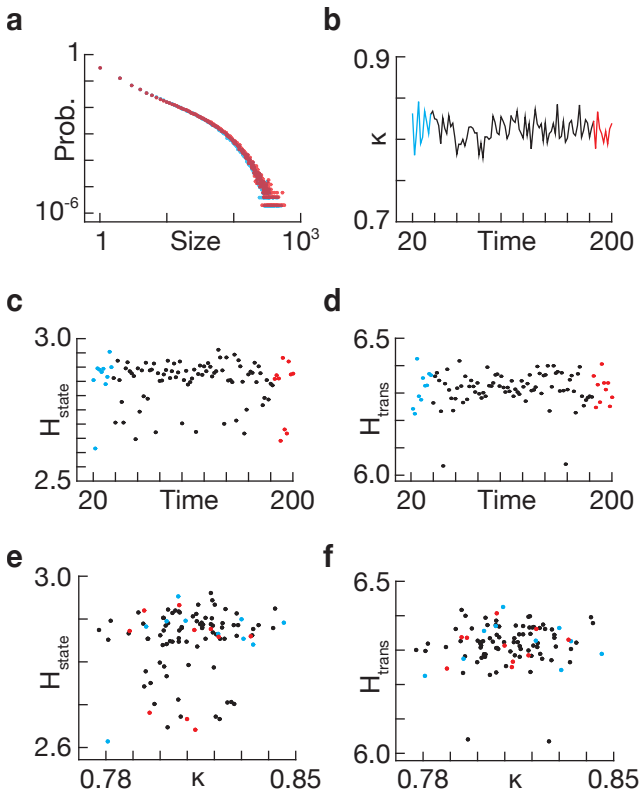 a
1
Prob.
10⁻⁶
1
Size
10³
b
0.9
κ
0.7
20
Time
200
c
3.0
H_state
2.5
20
Time
200
d
6.5
H_trans
6.0
20
Time
200
e
3.0
H_state
2.6
0.78
κ
0.85
f
6.5
H_trans
6.0
0.78
κ
0.85